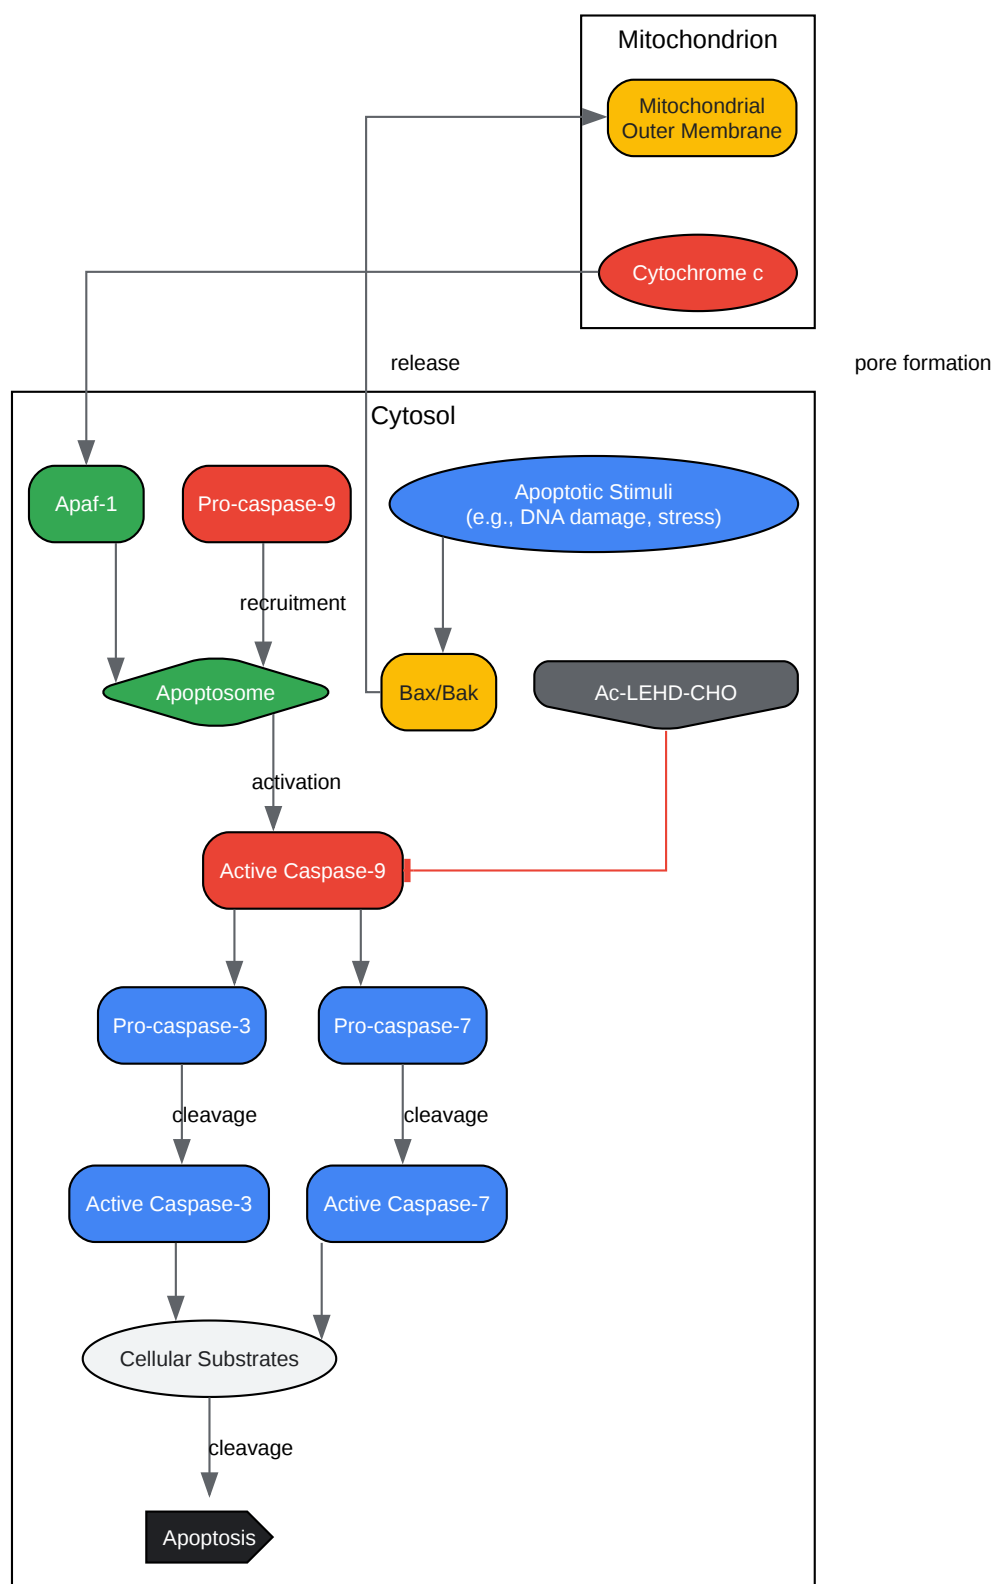 Mitochondrion
Mitochondrial
Outer Membrane
Cytochrome c
release
pore formation
Cytosol
Apaf-1
Pro-caspase-9
Apoptotic Stimuli
(e.g., DNA damage, stress)
recruitment
Apoptosome
Bax/Bak
Ac-LEHD-CHO
activation
Active Caspase-9
Pro-caspase-3
Pro-caspase-7
cleavage
cleavage
Active Caspase-3
Active Caspase-7
Cellular Substrates
cleavage
Apoptosis